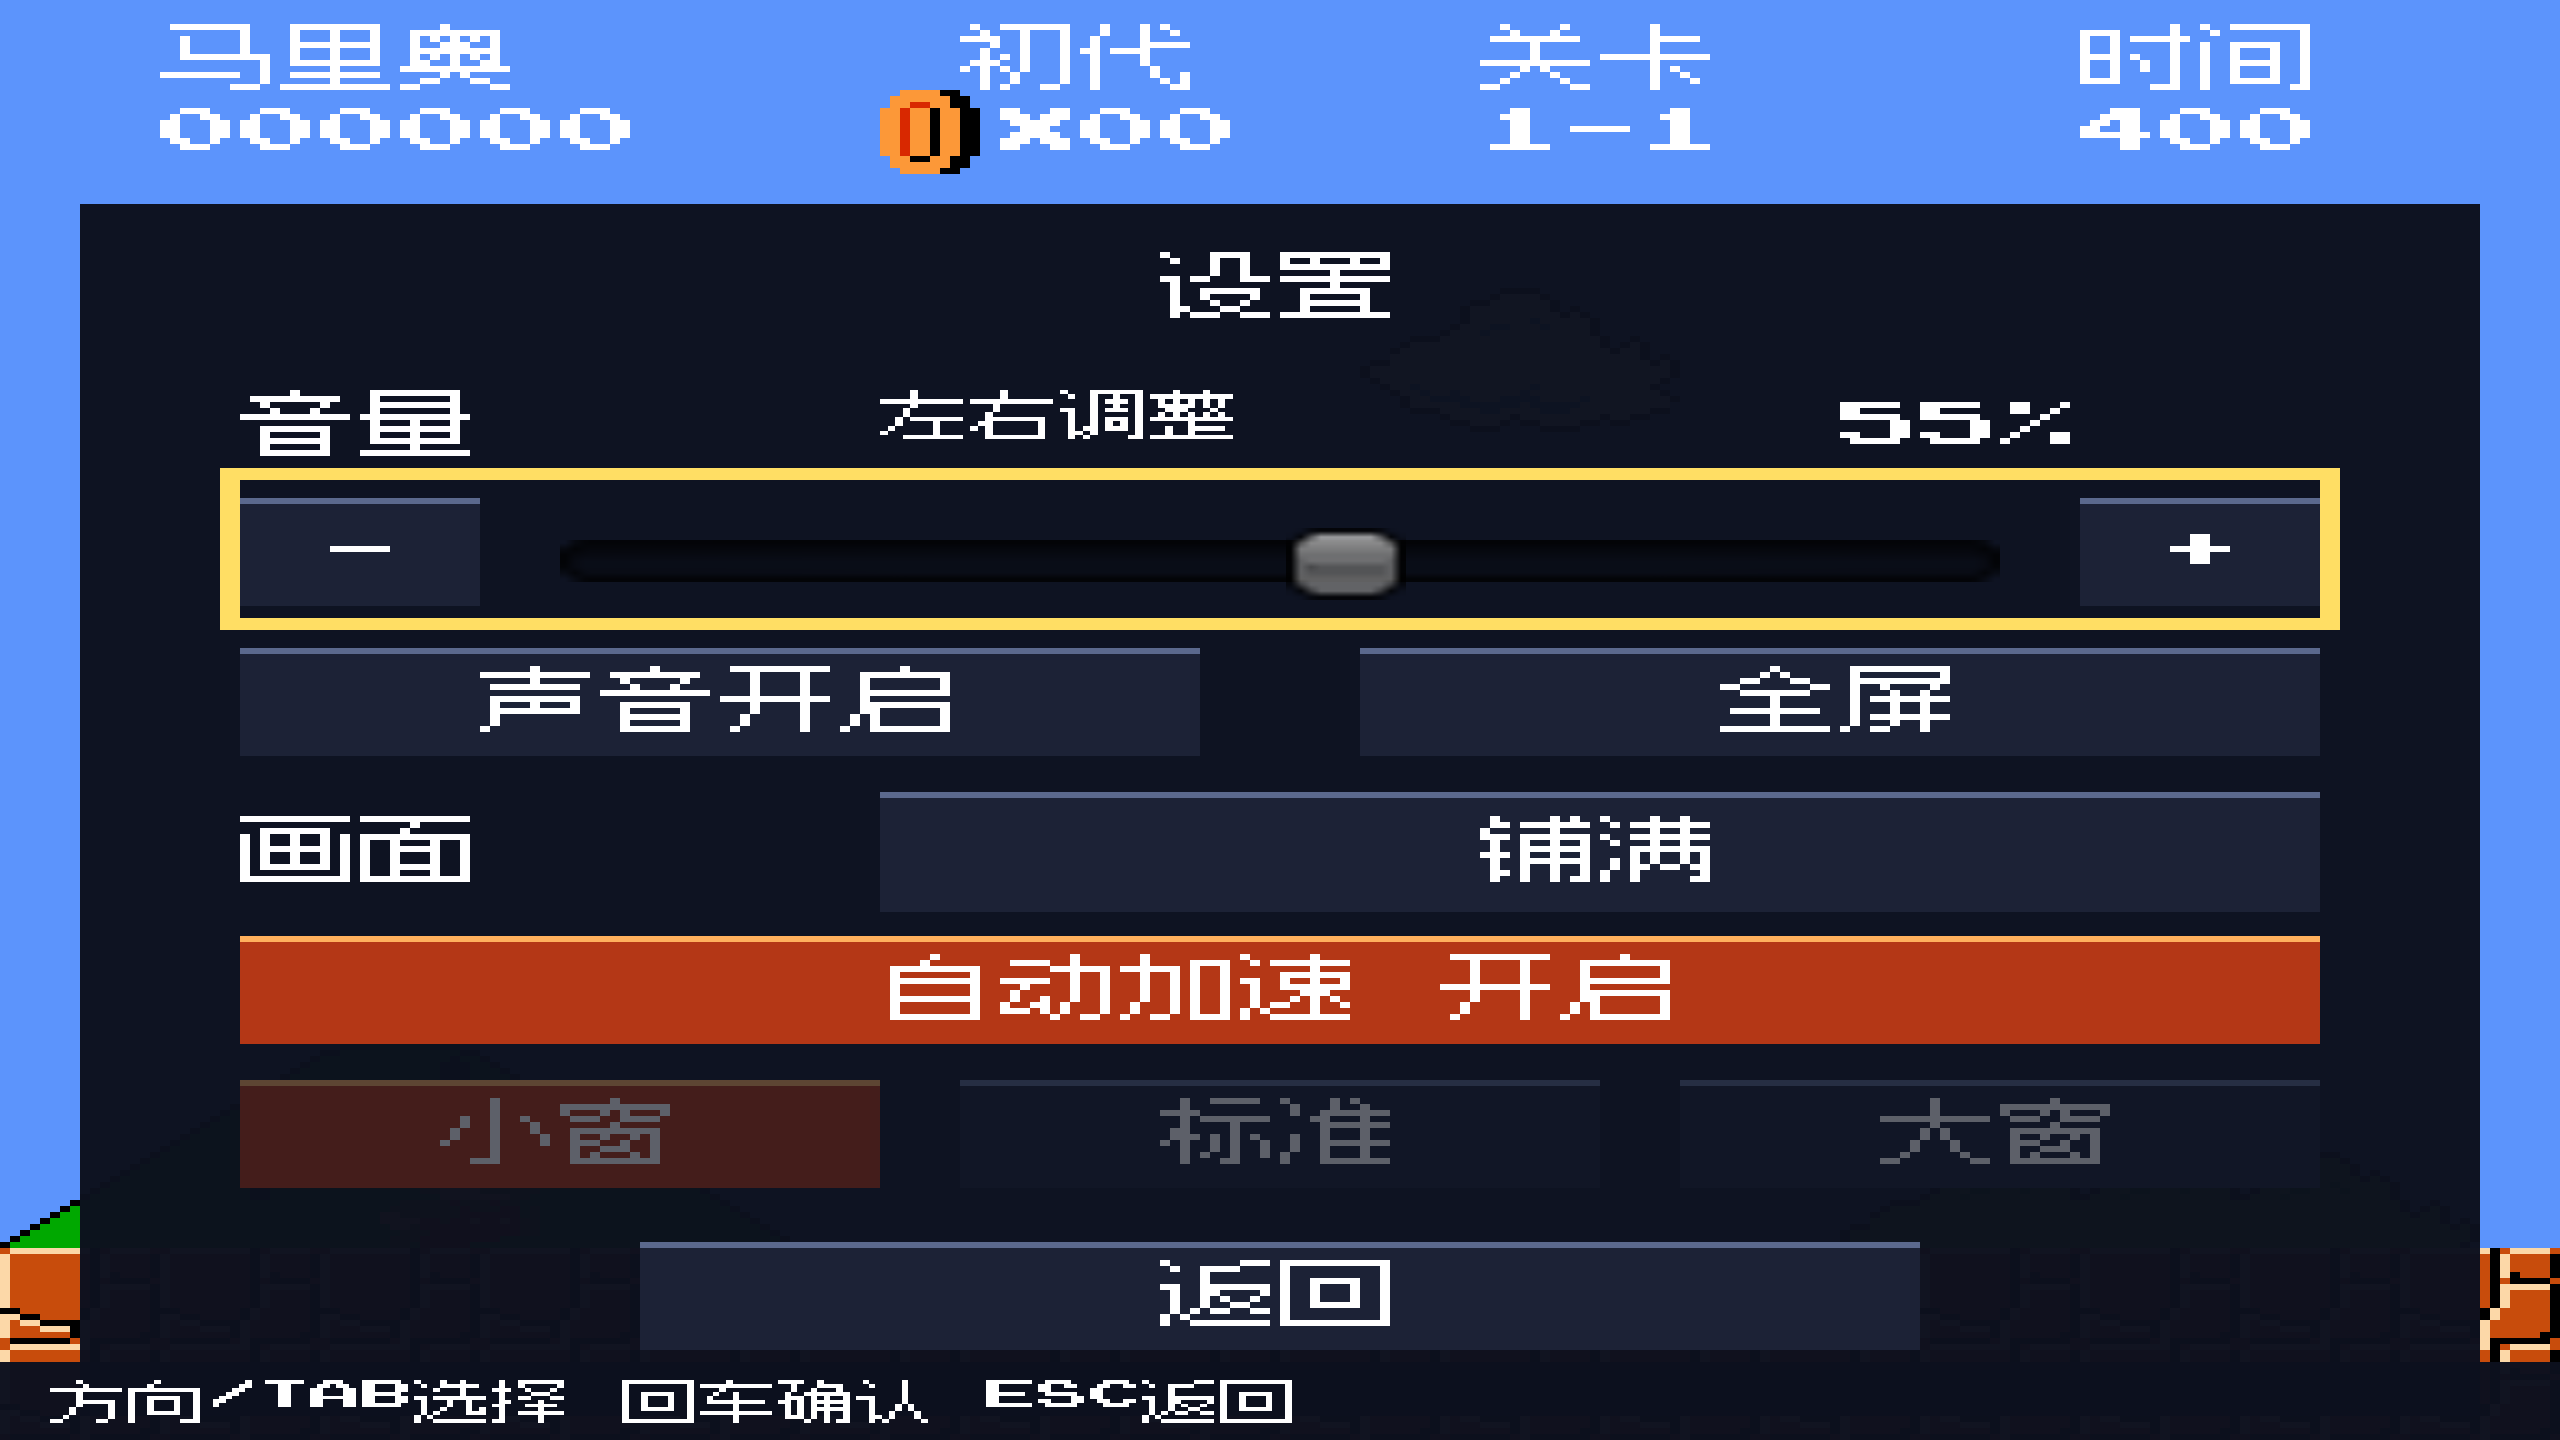 马里奥 初代 关卡 时间
000000 ×00 1-1 400
设置
音量 左右调整 55%
- +
声音开启 全屏
画面 铺满
自动加速 开启
小窗 标准 大窗
返回
方向/TAB选择 回车确认 ESC返回